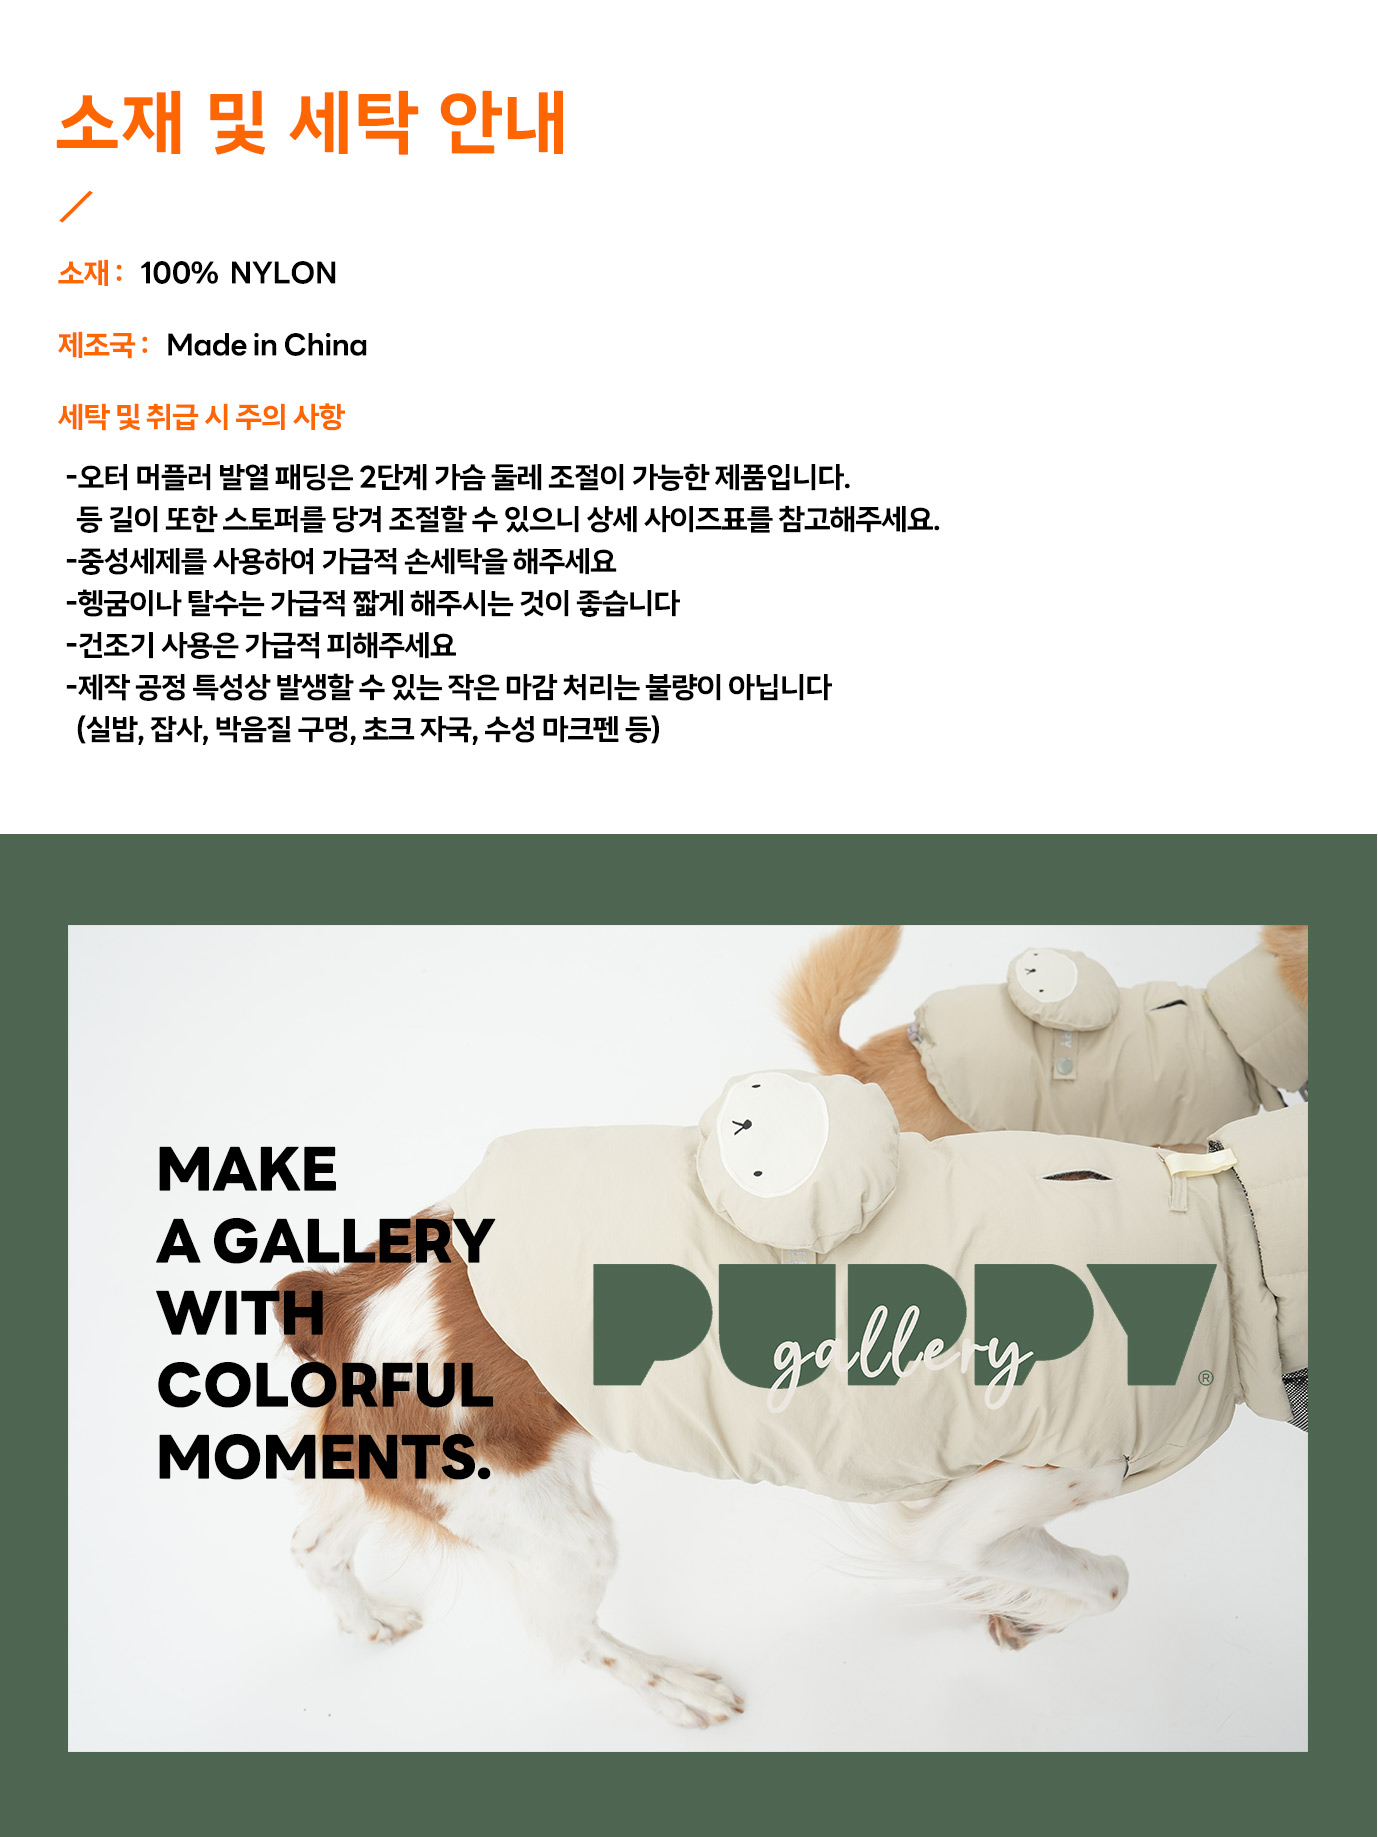 소재 및 세탁 안내
/
소재 : 100% NYLON
제조국 : Made in China
세탁 및 취급 시 주의 사항
-오터 머플러 발열 패딩은 2단계 가슴 둘레 조절이 가능한 제품입니다.
등 길이 또한 스토퍼를 당겨 조절할 수 있으니 상세 사이즈표를 참고해주세요.
-중성세제를 사용하여 가급적 손세탁을 해주세요
-헹굼이나 탈수는 가급적 짧게 해주시는 것이 좋습니다
-건조기 사용은 가급적 피해주세요
-제작 공정 특성상 발생할 수 있는 작은 마감 처리는 불량이 아닙니다
(실밥, 잡사, 박음질 구멍, 초크 자국, 수성 마크펜 등)
MAKE
A GALLERY
WITH
COLORFUL
MOMENTS.
PUPPY
gallery
®